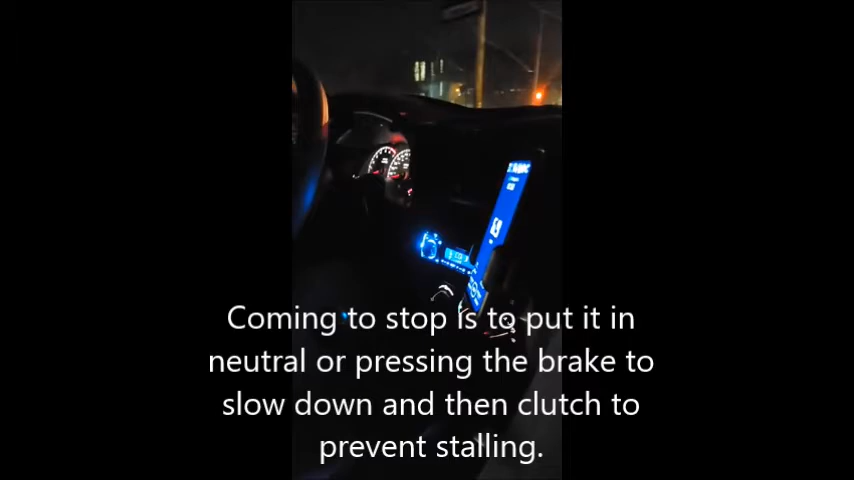 Coming to stop is to put it in
neutral or pressing the brake to
slow down and then clutch to
prevent stalling.